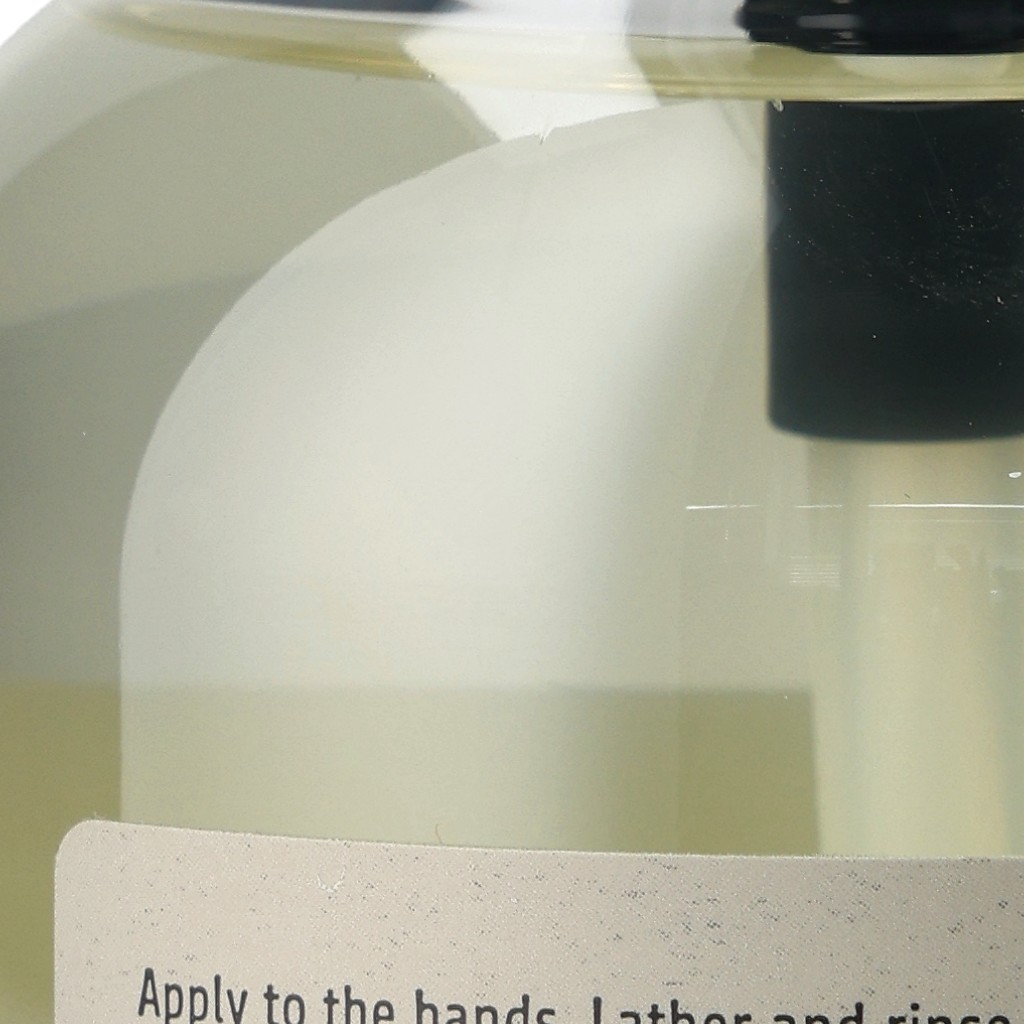 Apply to the hands. Lather and rinse